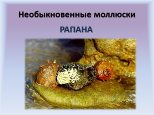 Необыкновенные моллюски
РАПАНА